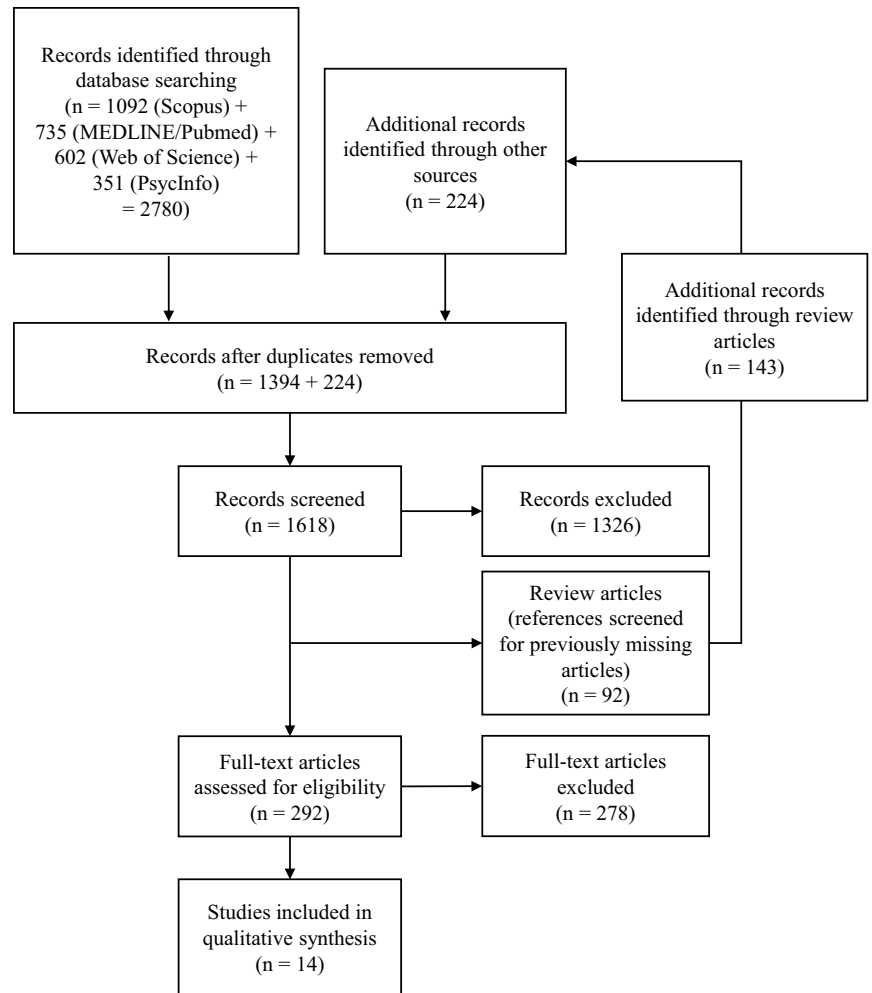 Records identified through
database searching
(n = 1092 (Scopus) +
735 (MEDLINE/Pubmed) +
602 (Web of Science) +
351 (PsycInfo)
= 2780)
Additional records
identified through other
sources
(n = 224)
Additional records
identified through review
articles
(n = 143)
Records after duplicates removed
(n = 1394 + 224)
Records screened
(n = 1618)
Records excluded
(n = 1326)
Review articles
(references screened
for previously missing
articles)
(n = 92)
Full-text articles
assessed for eligibility
(n = 292)
Full-text articles
excluded
(n = 278)
Studies included in
qualitative synthesis
(n = 14)